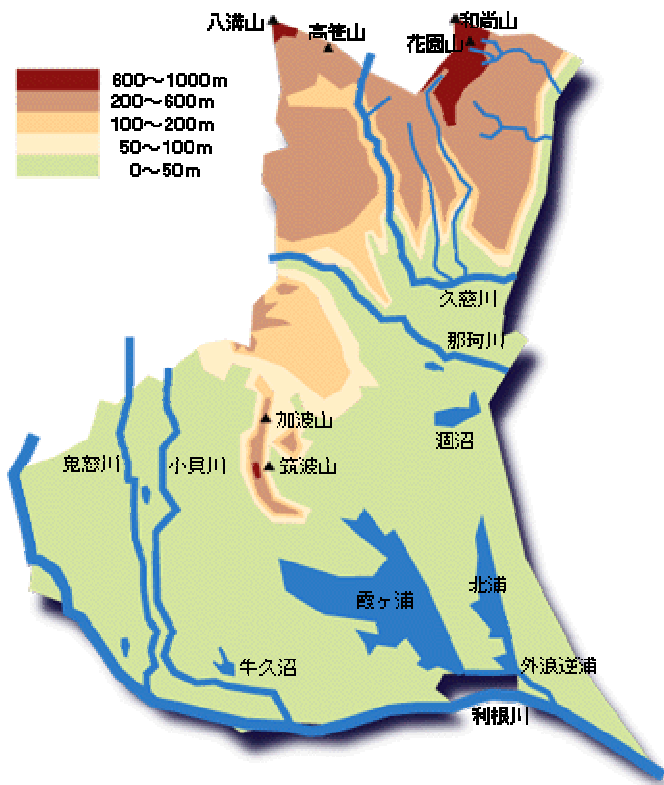 八溝山
和尚山
高笹山
花園山
600～1000m
200～600m
100～200m
50～100m
0～50m
久慈川
那珂川
加波山
涸沼
鬼怒川
小貝川
筑波山
霞ヶ浦
北浦
牛久沼
外浪逆浦
利根川